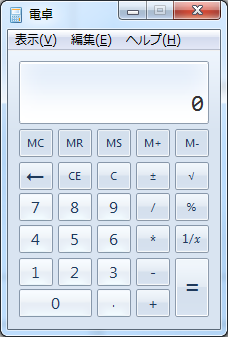 電卓
表示(V) 編集(E) ヘルプ(H)
0
MC MR MS M+ M-
← CE C ± √
7 8 9 / %
4 5 6 * 1/x
1 2 3 - =
0 . +